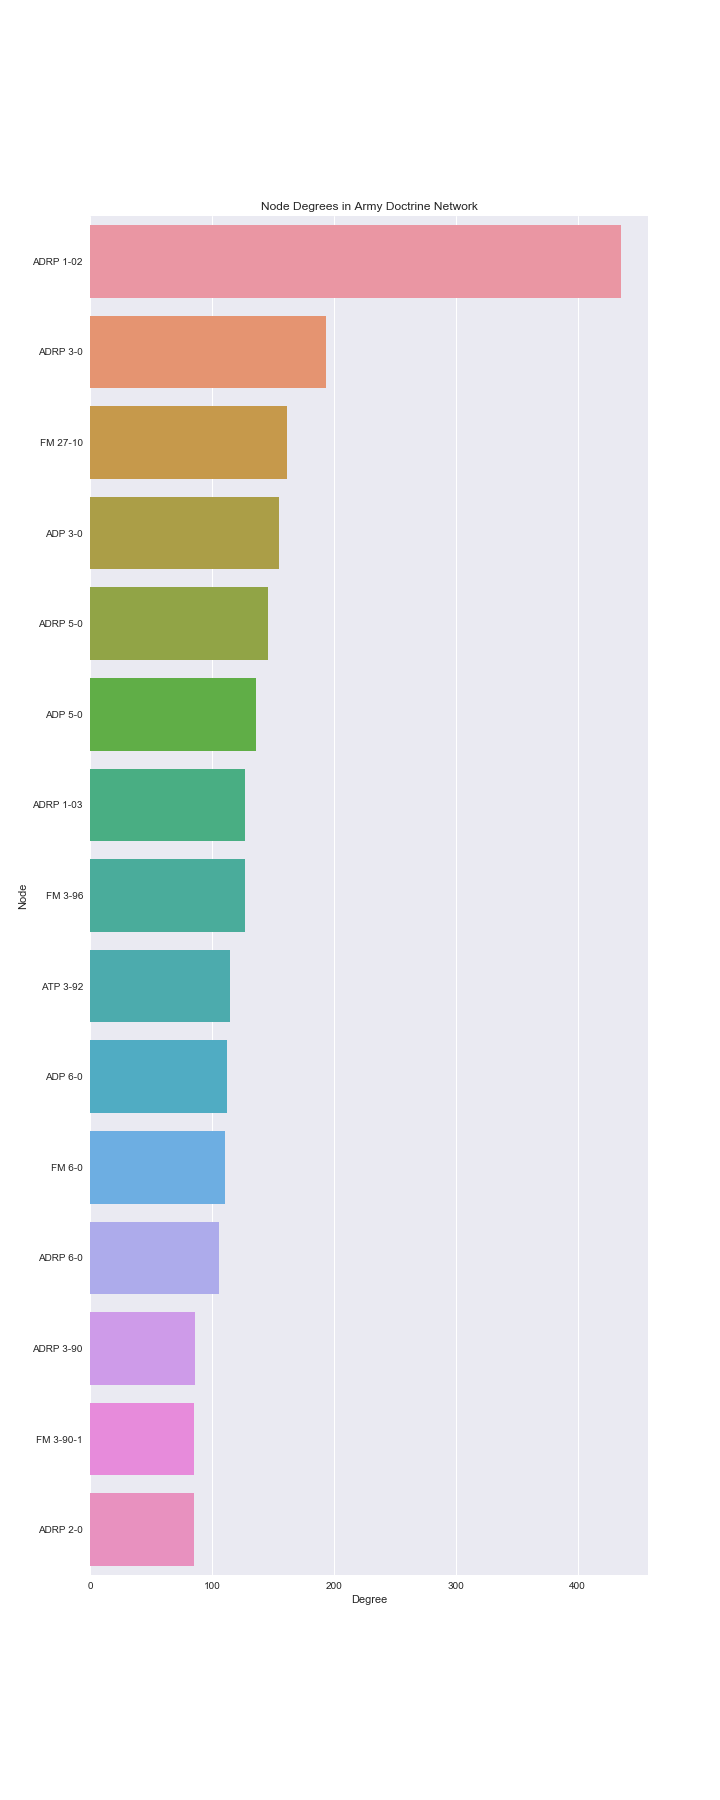 Node Degrees in Army Doctrine Network
ADRP 1-02
ADRP 3-0
FM 27-10
ADP 3-0
ADRP 5-0
ADP 5-0
ADRP 1-03
FM 3-96
Node
ATP 3-92
ADP 6-0
FM 6-0
ADRP 6-0
ADRP 3-90
FM 3-90-1
ADRP 2-0
0 100 200 300 400
Degree